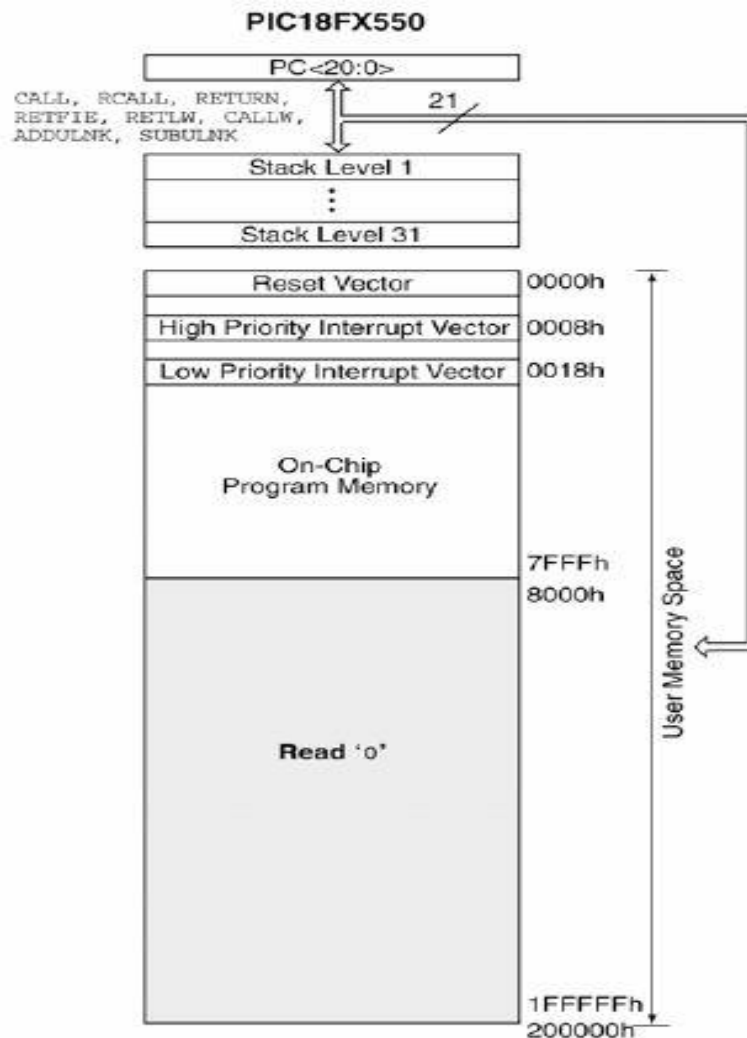 PIC18FX550
PC<20:0>
CALL, RCALL, RETURN,
RETFIE, RETLW, CALLW,
ADDULNK, SUBULNK
21
Stack Level 1
⋮
Stack Level 31
Reset Vector
0000h
High Priority Interrupt Vector
0008h
Low Priority Interrupt Vector
0018h
On-Chip
Program Memory
7FFFh
8000h
User Memory Space
Read ‘0’
1FFFFFh
200000h